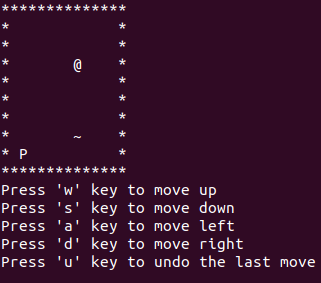 **************
*            *
*            *
*       @    *
*            *
*            *
*            *
*       ~    *
* P          *
**************
Press 'w' key to move up
Press 's' key to move down
Press 'a' key to move left
Press 'd' key to move right
Press 'u' key to undo the last move